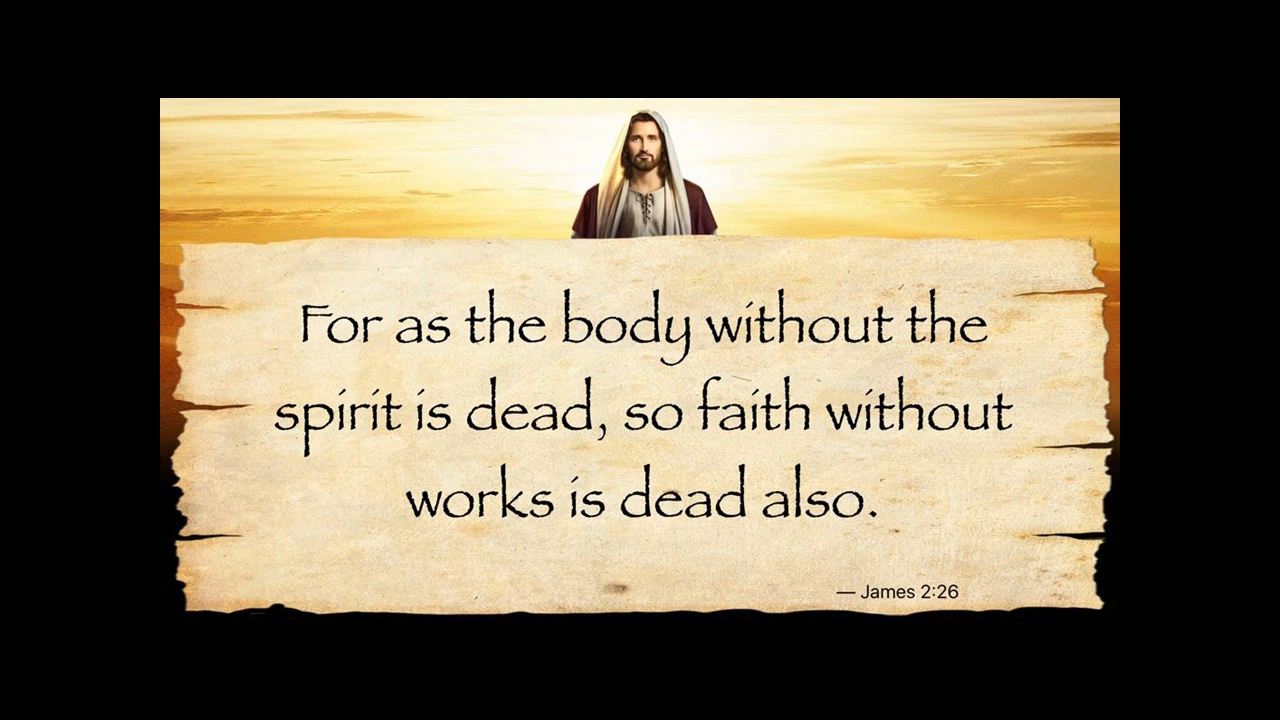 For as the body without the
spirit is dead, so faith without
works is dead also.
— James 2:26